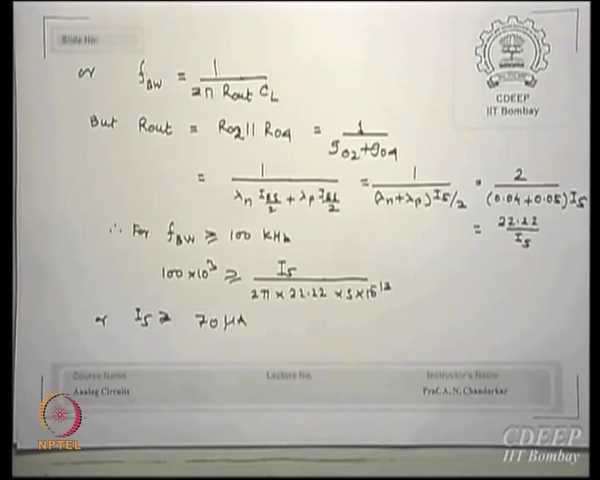 Slide No:
or f_BW = 1 / 2π Rout C_L
But Rout = Ro2 || Ro4 = 1 / go2 + go4
= 1 / λn ISS/2 + λp ISS/2 = 1 / (λn + λp) IS/2 = 2 / (0.04 + 0.05) IS
= 22.22 / IS
∴ For f_BW ≥ 100 KHz
100 × 10³ ≥ IS / 2π × 22.22 × 5 × 10¹²
or IS ≥ 70 μA
Course Name Lecture No. Instructor's Name
Analog Circuits Prof. A. N. Chandorkar
CDEEP
IIT Bombay
NPTEL
CDEEP
IIT Bombay